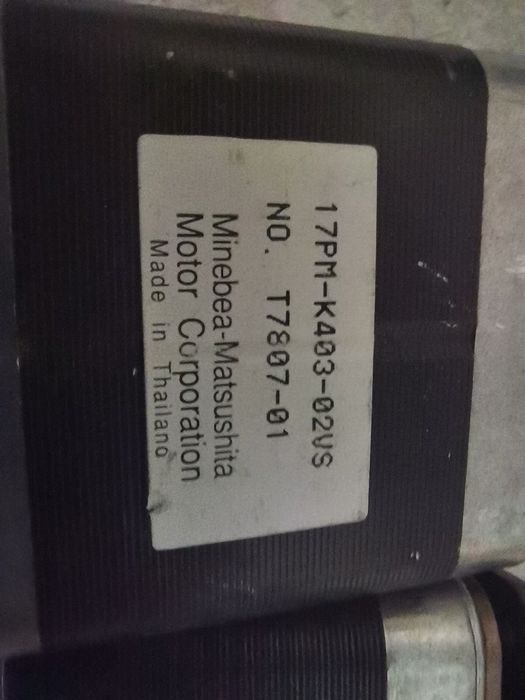 17PM-K403-02VS
NO. T7807-01
Minebea-Matsushita
Motor Corporation
Made in Thailand